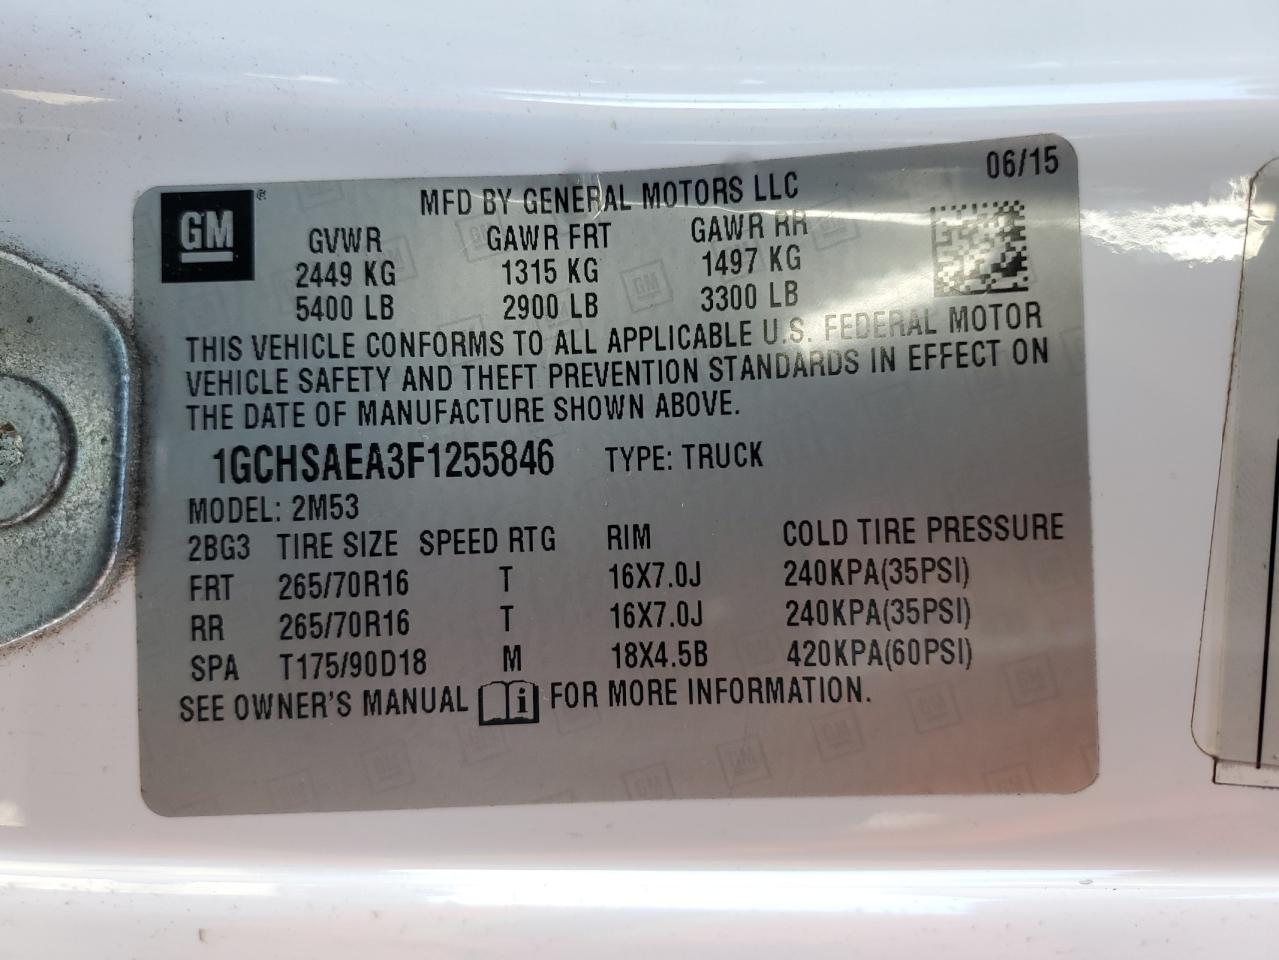 06/15
GM ®
MFD BY GENERAL MOTORS LLC
GVWR GAWR FRT GAWR RR
2449 KG 1315 KG 1497 KG
5400 LB 2900 LB 3300 LB
THIS VEHICLE CONFORMS TO ALL APPLICABLE U.S. FEDERAL MOTOR
VEHICLE SAFETY AND THEFT PREVENTION STANDARDS IN EFFECT ON
THE DATE OF MANUFACTURE SHOWN ABOVE.
1GCHSAEA3F1255846 TYPE: TRUCK
MODEL: 2M53
2BG3 TIRE SIZE SPEED RTG RIM COLD TIRE PRESSURE
FRT 265/70R16 T 16X7.0J 240KPA(35PSI)
RR 265/70R16 T 16X7.0J 240KPA(35PSI)
SPA T175/90D18 M 18X4.5B 420KPA(60PSI)
SEE OWNER'S MANUAL i FOR MORE INFORMATION.